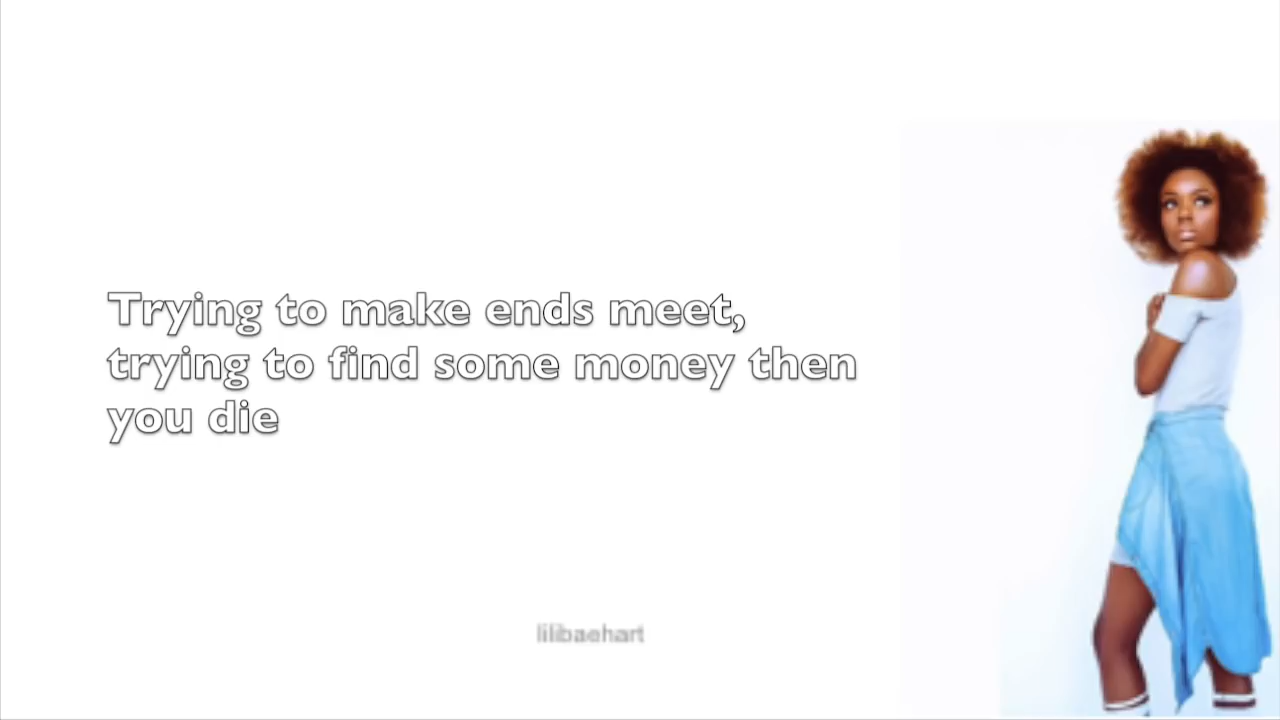 Trying to make ends meet,
trying to find some money then
you die
lilibaehart